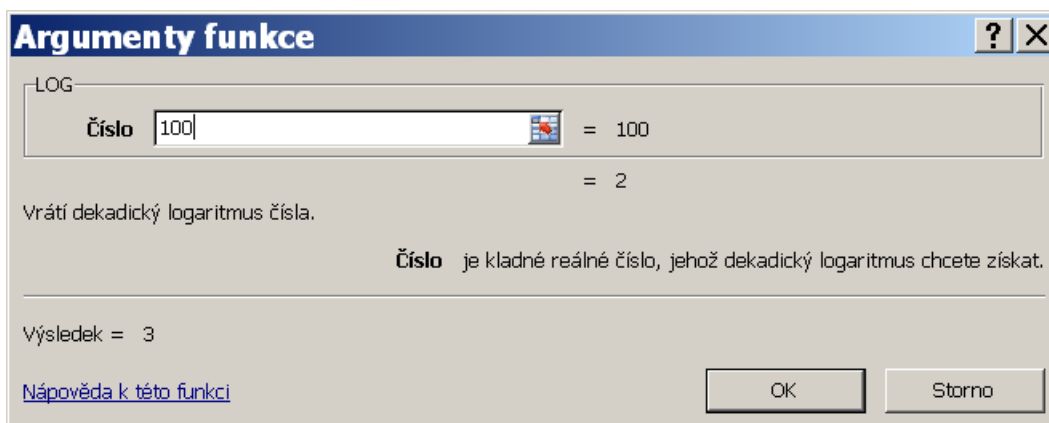 Argumenty funkce
LOG
Číslo 100 = 100
= 2
Vrátí dekadický logaritmus čísla.
Číslo je kladné reálné číslo, jehož dekadický logaritmus chcete získat.
Výsledek = 3
Nápověda k této funkci
OK Storno